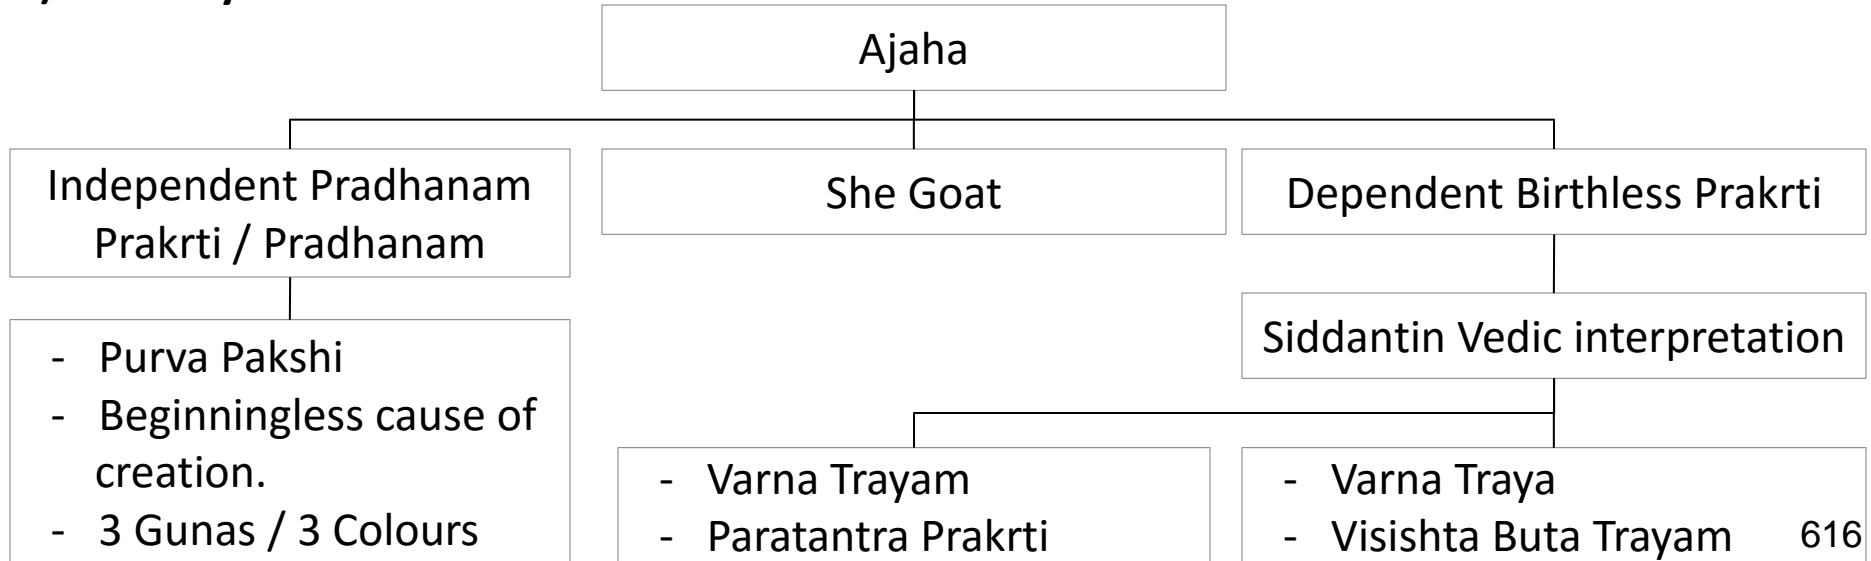 Ajaha
Independent Pradhanam
Prakrti / Pradhanam
She Goat
Dependent Birthless Prakrti
- Purva Pakshi
- Beginningless cause of
creation.
- 3 Gunas / 3 Colours
Siddantin Vedic interpretation
- Varna Trayam
- Paratantra Prakrti
- Varna Traya
- Visishta Buta Trayam
616